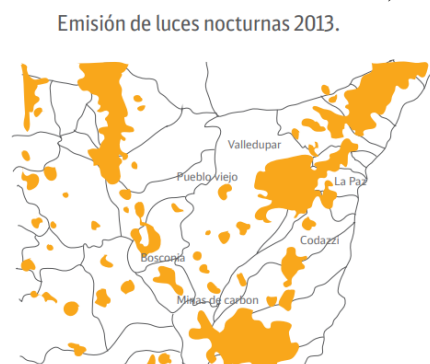 Emisión de luces nocturnas 2013.
Valledupar
Pueblo viejo
La Paz
Codazzi
Bosconia
Minas de carbon